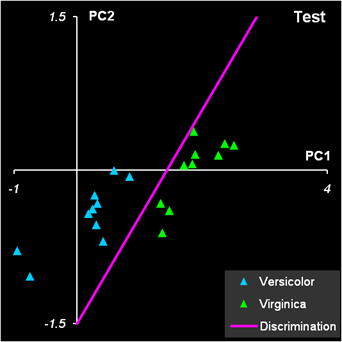 1.5
PC2
Test
PC1
-1
4
-1.5
Versicolor
Virginica
Discrimination